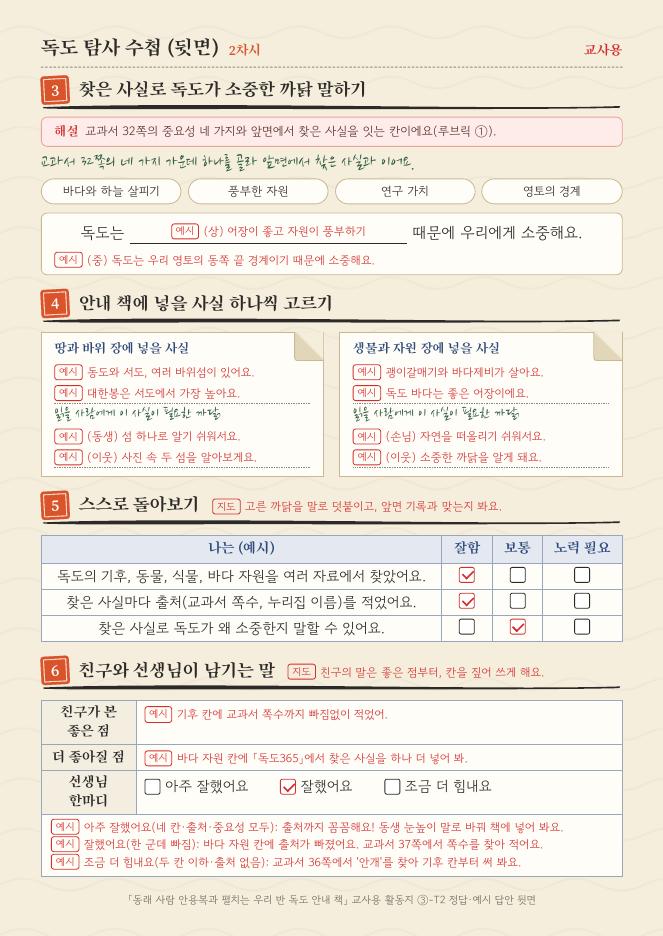 독도 탐사 수첩 (뒷면) 2차시 교사용
3 찾은 사실로 독도가 소중한 까닭 말하기
해설 교과서 32쪽의 중요성 네 가지와 앞면에서 찾은 사실을 잇는 칸이에요(루브릭 ①).
교과서 32쪽의 네 가지 가운데 하나를 골라 앞면에서 찾은 사실과 이어요.
바다와 하늘 살피기 풍부한 자원 연구 가치 영토의 경계
독도는 예시 (상) 어장이 좋고 자원이 풍부하기 때문에 우리에게 소중해요.
예시 (중) 독도는 우리 영토의 동쪽 끝 경계이기 때문에 소중해요.
4 안내 책에 넣을 사실 하나씩 고르기
땅과 바위 장에 넣을 사실
예시 동도와 서도, 여러 바위섬이 있어요.
예시 대한봉은 서도에서 가장 높아요.
읽을 사람에게 이 사실이 필요한 까닭
예시 (동생) 섬 하나로 알기 쉬워서요.
예시 (이웃) 사진 속 두 섬을 알아보게요.
생물과 자원 장에 넣을 사실
예시 괭이갈매기와 바다제비가 살아요.
예시 독도 바다는 좋은 어장이에요.
읽을 사람에게 이 사실이 필요한 까닭
예시 (손님) 자연을 떠올리기 쉬워서요.
예시 (이웃) 소중한 까닭을 알게 돼요.
5 스스로 돌아보기 지도 고른 까닭을 말로 덧붙이고, 앞면 기록과 맞는지 봐요.
나는 (예시) 잘함 보통 노력 필요
독도의 기후, 동물, 식물, 바다 자원을 여러 자료에서 찾았어요.
찾은 사실마다 출처(교과서 쪽수, 누리집 이름)를 적었어요.
찾은 사실로 독도가 왜 소중한지 말할 수 있어요.
6 친구와 선생님이 남기는 말 지도 친구의 말은 좋은 점부터, 칸을 짚어 쓰게 해요.
친구가 본
좋은 점
예시 기후 칸에 교과서 쪽수까지 빠짐없이 적었어.
더 좋아질 점 예시 바다 자원 칸에 「독도365」에서 찾은 사실을 하나 더 넣어 봐.
선생님
한마디
아주 잘했어요 잘했어요 조금 더 힘내요
예시 아주 잘했어요(네 칸·출처·중요성 모두): 출처까지 꼼꼼해요! 동생 눈높이 말로 바꿔 책에 넣어 봐요.
예시 잘했어요(한 군데 빠짐): 바다 자원 칸에 출처가 빠졌어요. 교과서 37쪽에서 쪽수를 찾아 적어요.
예시 조금 더 힘내요(두 칸 이하·출처 없음): 교과서 36쪽에서 '안개'를 찾아 기후 칸부터 써 봐요.
「동래 사람 안용복과 펼치는 우리 반 독도 안내 책」 교사용 활동지 ③-T2 정답·예시 답안 뒷면